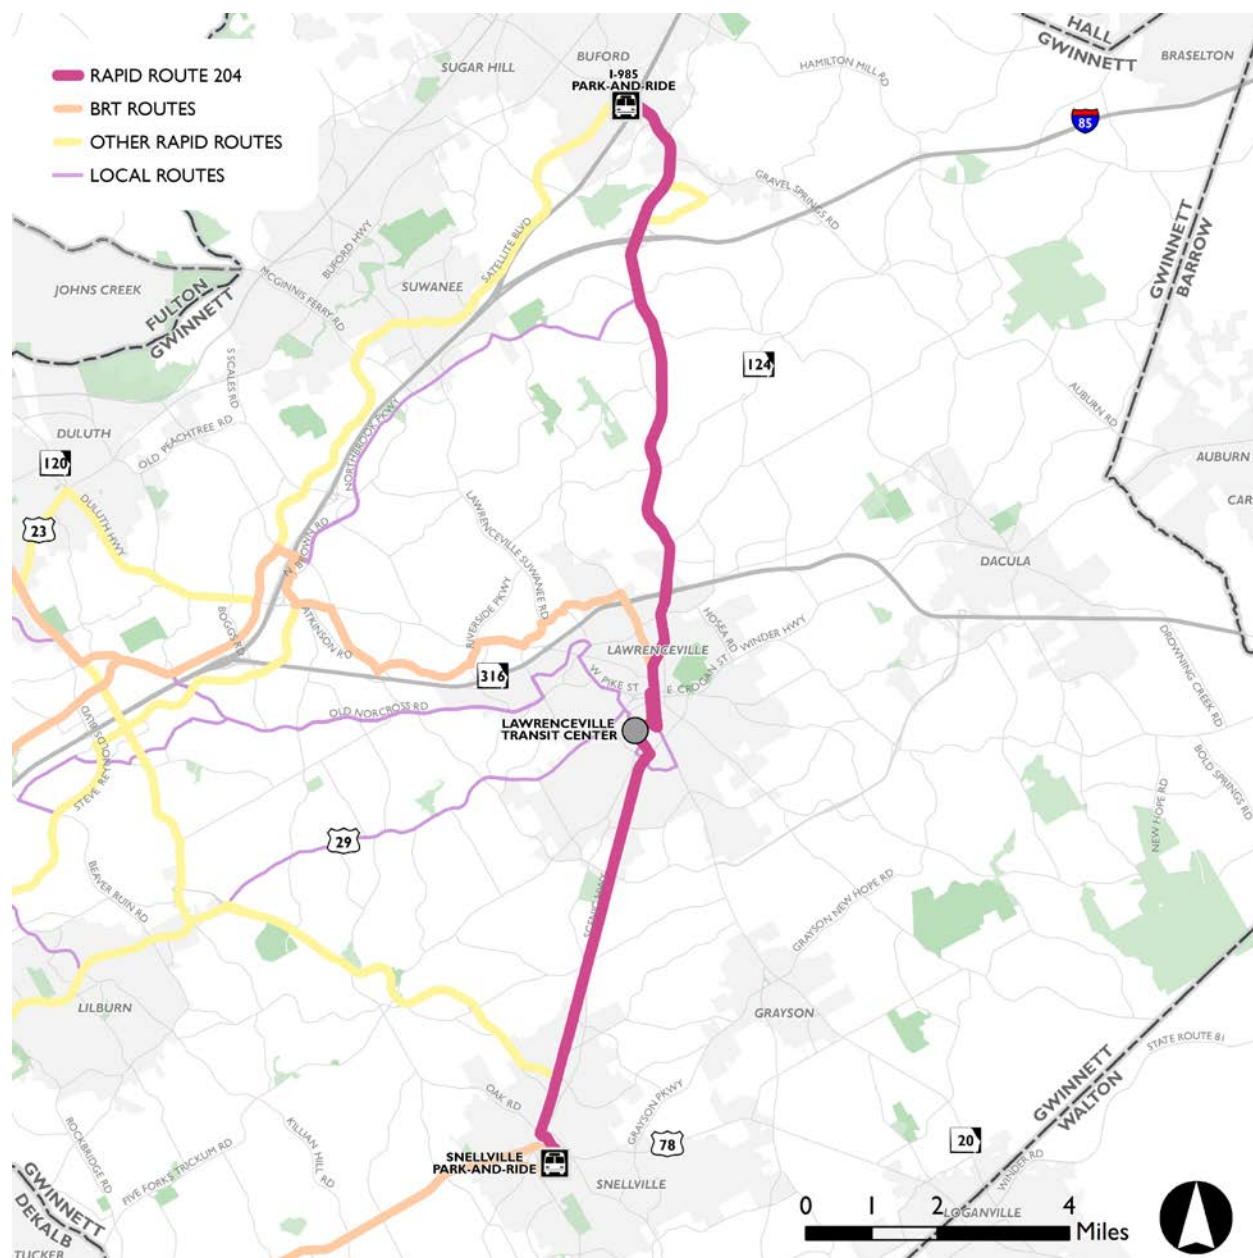 RAPID ROUTE 204
BRT ROUTES
OTHER RAPID ROUTES
LOCAL ROUTES
HALL
GWINNETT
BRASELTON
BUFORD
SUGAR HILL
I-985
PARK-AND-RIDE
HAMILTON MILL RD
85
GRAVEL SPRINGS RD
GWINNETT
BARROW
BUFORD HWY
SATELLITE BLVD
MCGINNIS FERRY RD
SUWANEE
JOHNS CREEK
FULTON
GWINNETT
S SCALES RD
124
AUBURN RD
DULUTH
OLD PEACHTREE RD
NORTHBROOK PKWY
120
AUBURN
CAR
DULUTH HWY
23
LAWRENCEVILLE SUWANEE RD
N BROWN RD
DACULA
RIVERSIDE PKWY
BOGGS RD
ATKINSON RD
HOSEA RD
WINDER HWY
LAWRENCEVILLE
DROWNING CREEK RD
316
W PIKE ST
E CROGAN ST
OLD NORCROSS RD
LAWRENCEVILLE
TRANSIT CENTER
STEVE REYNOLDS BLVD
BOLD SPRINGS RD
NEW HOPE RD
29
BEAVER RUIN RD
SCENIC HWY
GRAYSON NEW HOPE RD
LILBURN
GRAYSON
STATE ROUTE 81
OAK RD
GRAYSON PKWY
GWINNETT
WALTON
ROCKBRIDGE RD
KILLIAN HILL RD
FIVE FORKS TRICKUM RD
78
20
SNELLVILLE
PARK-AND-RIDE
WINDER RD
SNELLVILLE
GWINNETT
DEKALB
LOGANVILLE
0 1 2 4
Miles
TUCKER